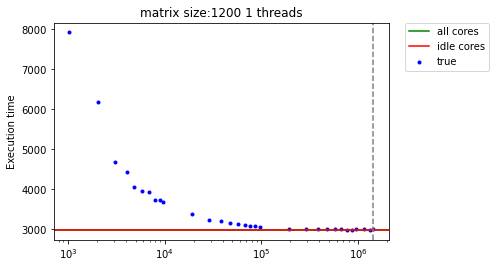 matrix size:1200 1 threads
Execution time
8000
7000
6000
5000
4000
3000
10³
10⁴
10⁵
10⁶
all cores
idle cores
true